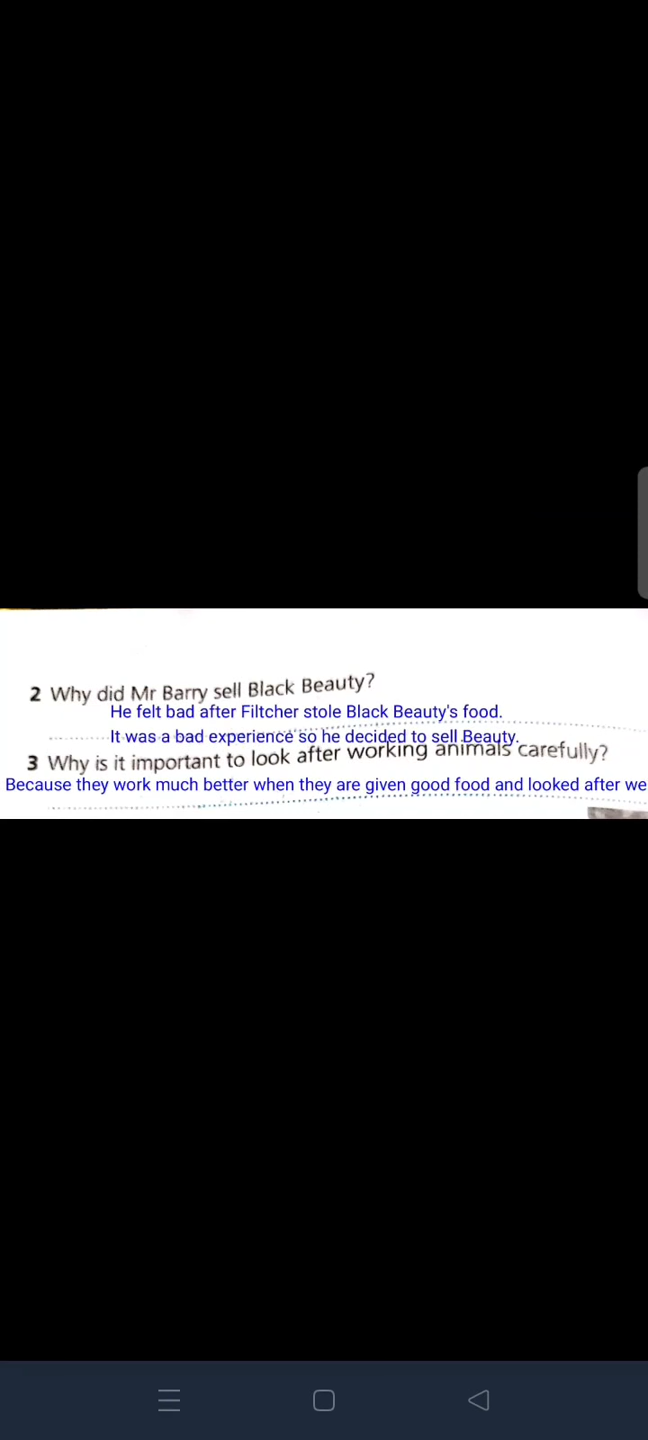 2 Why did Mr Barry sell Black Beauty?
He felt bad after Filtcher stole Black Beauty's food.
It was a bad experience so he decided to sell Beauty.
3 Why is it important to look after working animals carefully?
Because they work much better when they are given good food and looked after we